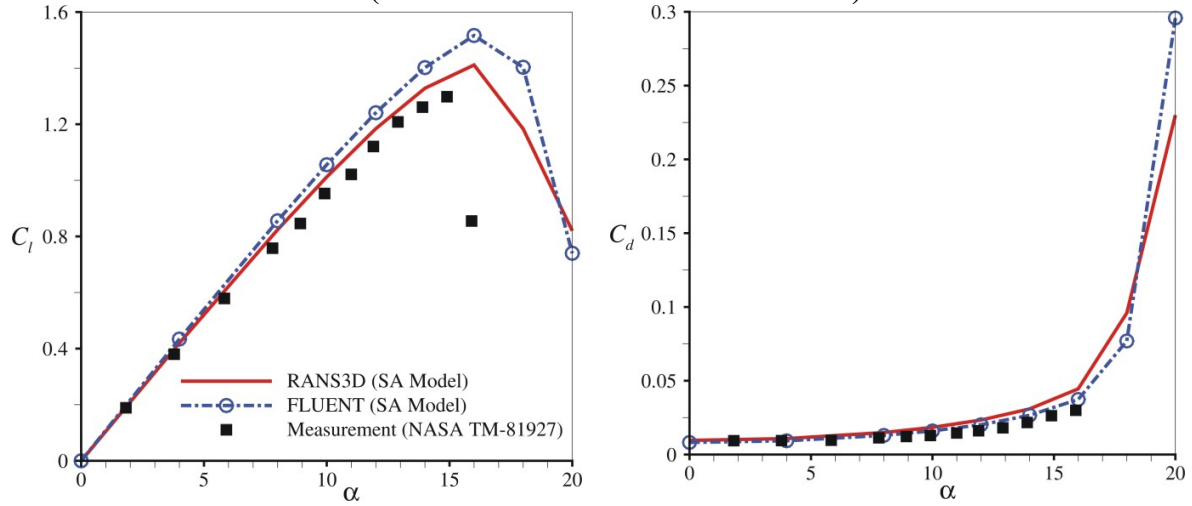 ( )
1.6
1.2
0.8
0.4
0
C_l
0 5 10 15 20
α
RANS3D (SA Model)
FLUENT (SA Model)
Measurement (NASA TM-81927)
0.3
0.25
0.2
0.15
0.1
0.05
0
C_d
0 5 10 15 20
α